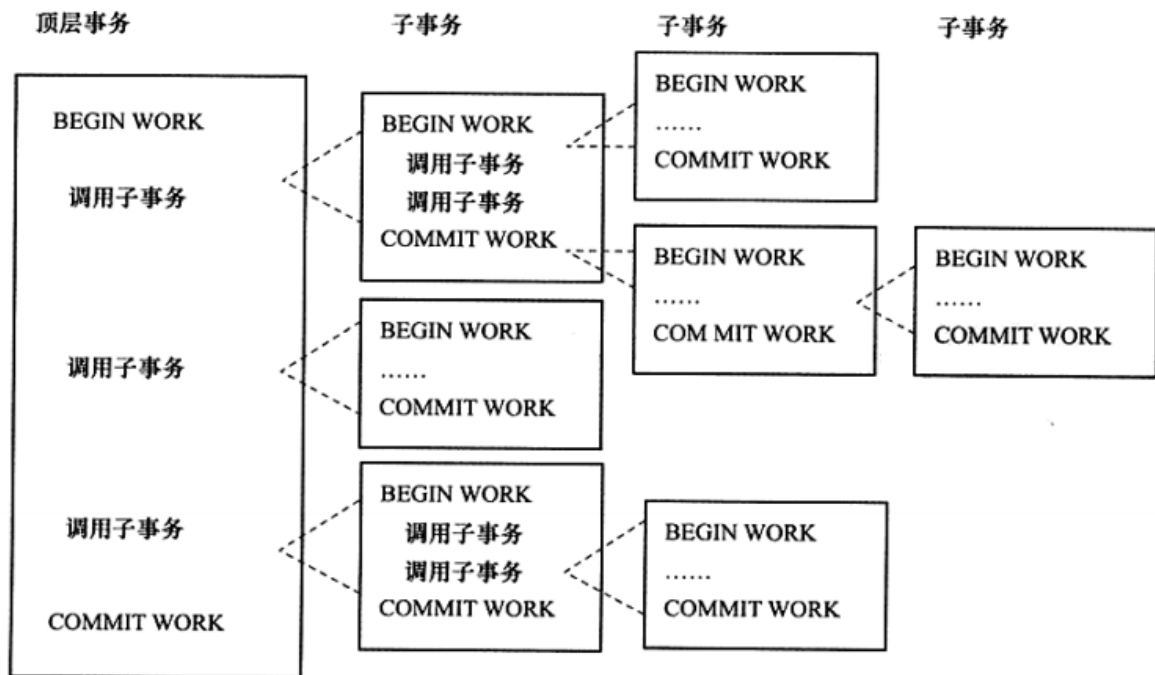 顶层事务
子事务
子事务
子事务
BEGIN WORK
调用子事务
调用子事务
调用子事务
COMMIT WORK
BEGIN WORK
调用子事务
调用子事务
COMMIT WORK
BEGIN WORK
......
COMMIT WORK
BEGIN WORK
调用子事务
调用子事务
COMMIT WORK
BEGIN WORK
......
COMMIT WORK
BEGIN WORK
......
COM MIT WORK
BEGIN WORK
......
COMMIT WORK
BEGIN WORK
......
COMMIT WORK